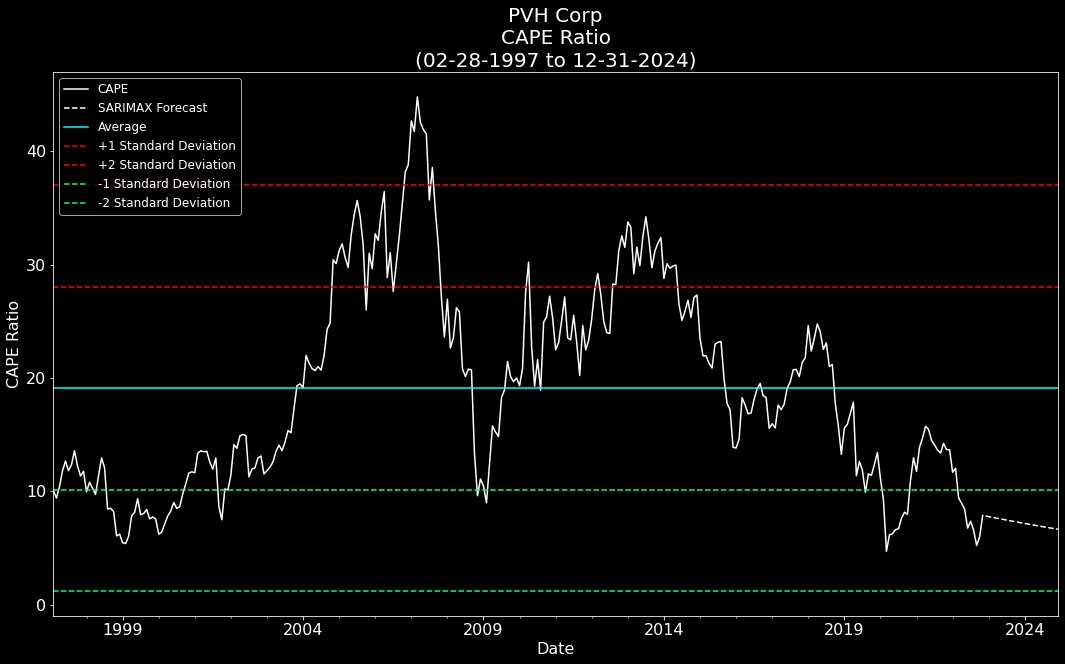 PVH Corp
CAPE Ratio
(02-28-1997 to 12-31-2024)
CAPE
SARIMAX Forecast
Average
+1 Standard Deviation
+2 Standard Deviation
-1 Standard Deviation
-2 Standard Deviation
CAPE Ratio
40
30
20
10
0
1999 2004 2009 2014 2019 2024
Date